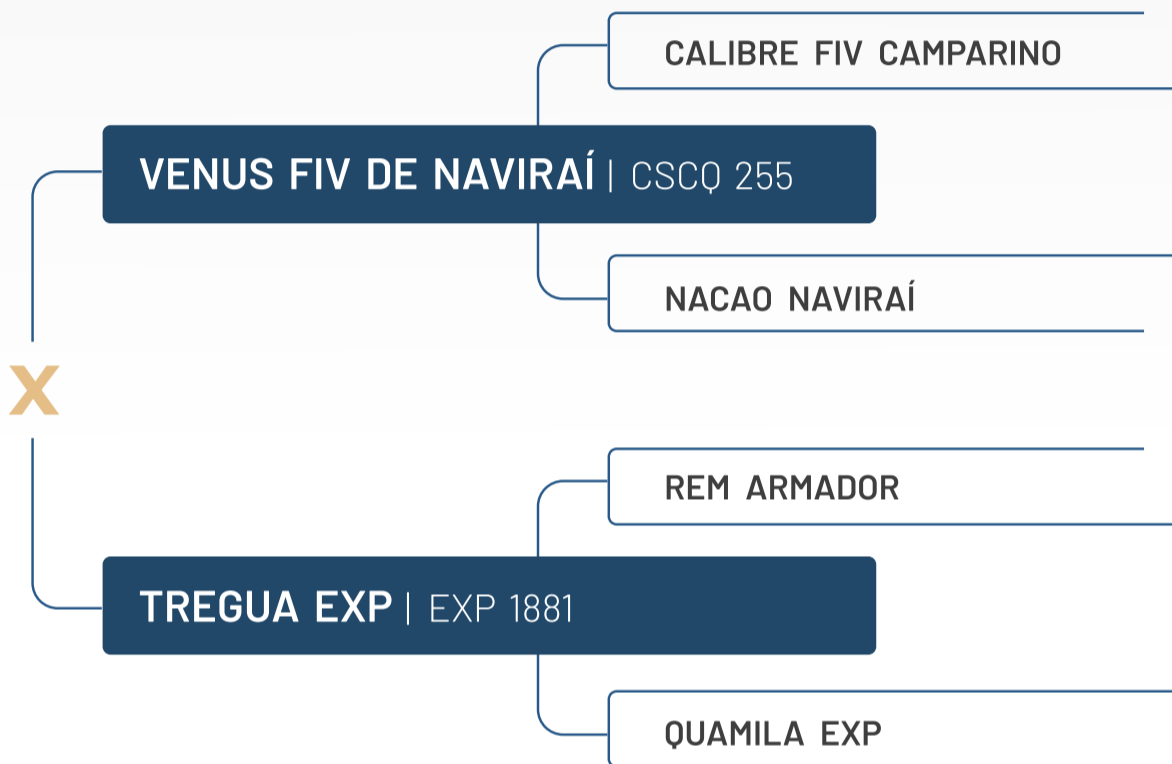 CALIBRE FIV CAMPARINO
VENUS FIV DE NAVIRAÍ | CSCQ 255
NACAO NAVIRAÍ
X
REM ARMADOR
TREGUA EXP | EXP 1881
QUAMILA EXP